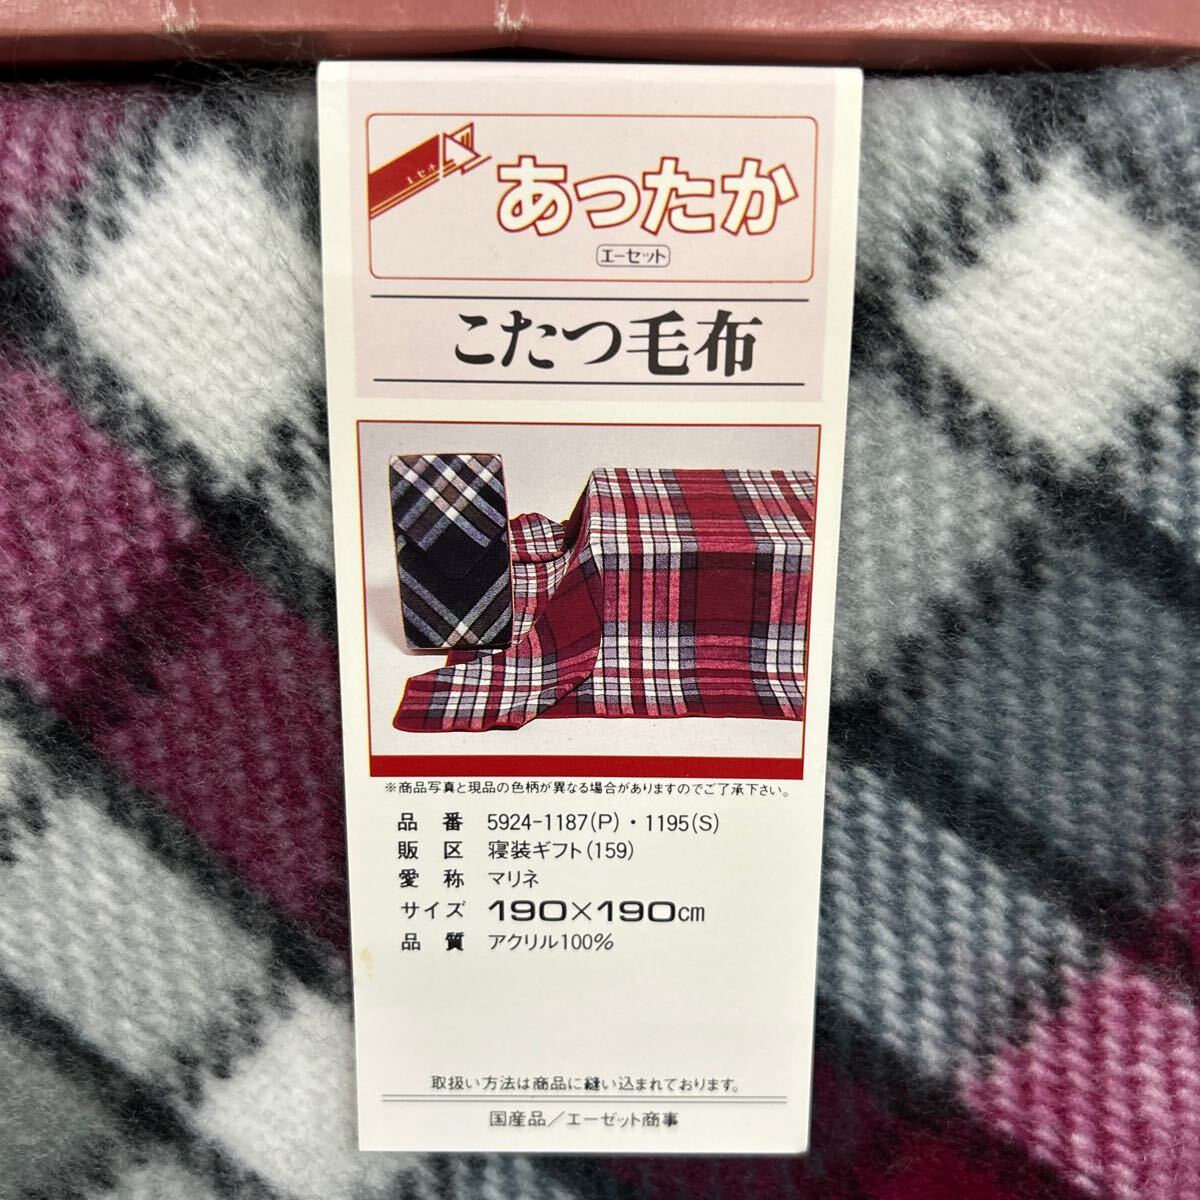 エーセット
あったか
エーセット
こたつ毛布
※商品写真と現品の色柄が異なる場合がありますのでご了承下さい。
品番 5924-1187(P)・1195(S)
販区 寝装ギフト(159)
愛称 マリネ
サイズ 190×190cm
品質 アクリル100%
取扱い方法は商品に縫い込まれております。
国産品/エーゼット商事